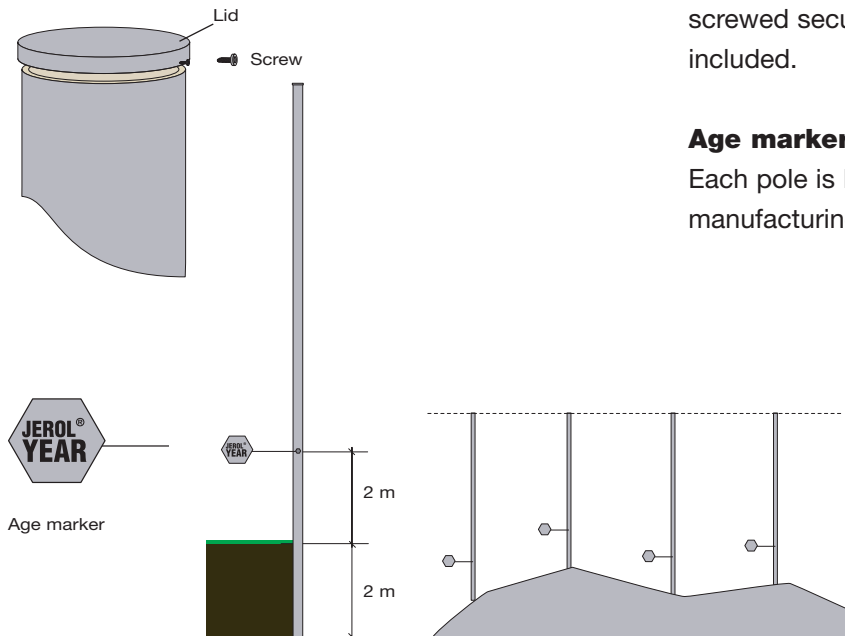 Lid
Screw
screwed secu
included.
Age marker
Each pole is
manufacturin
JEROL®
YEAR
JEROL®
YEAR
2 m
Age marker
2 m